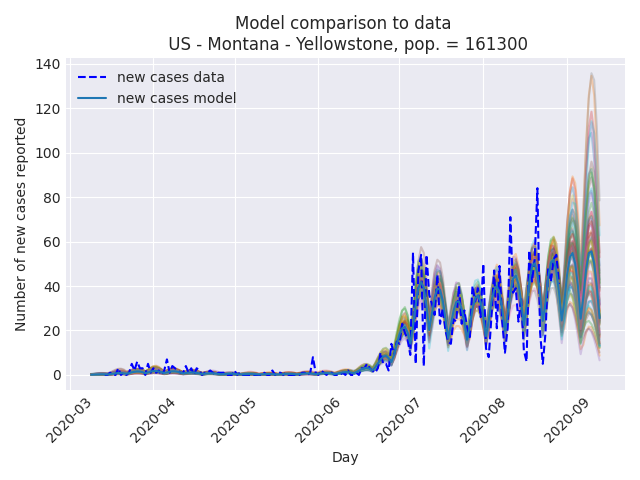 Model comparison to data
US - Montana - Yellowstone, pop. = 161300
new cases data
new cases model
Number of new cases reported
140
120
100
80
60
40
20
0
2020-03
2020-04
2020-05
2020-06
2020-07
2020-08
2020-09
Day